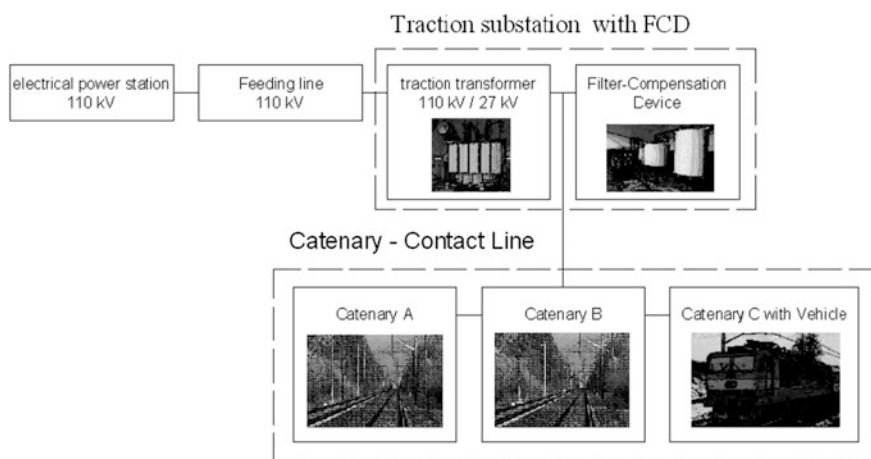 Traction substation with FCD
electrical power station
110 kV
Feeding line
110 kV
traction transformer
110 kV / 27 kV
Filter-Compensation
Device
Catenary - Contact Line
Catenary A
Catenary B
Catenary C with Vehicle